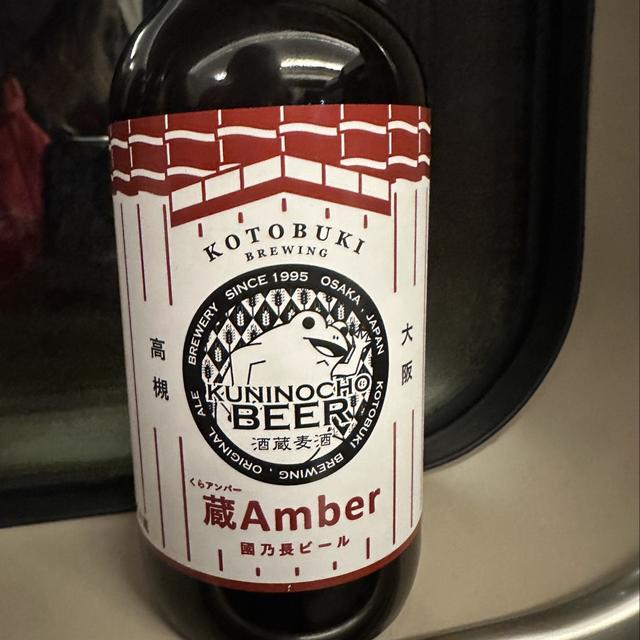 KOTOBUKI
BREWING
BREWERY SINCE 1995 OSAKA JAPAN KOTOBUKI BREWING, ORIGINAL ALE
高槻
大阪
KUNINOCHO
BEER
酒蔵麦酒
くらアンバー
蔵Amber
國乃長ビール